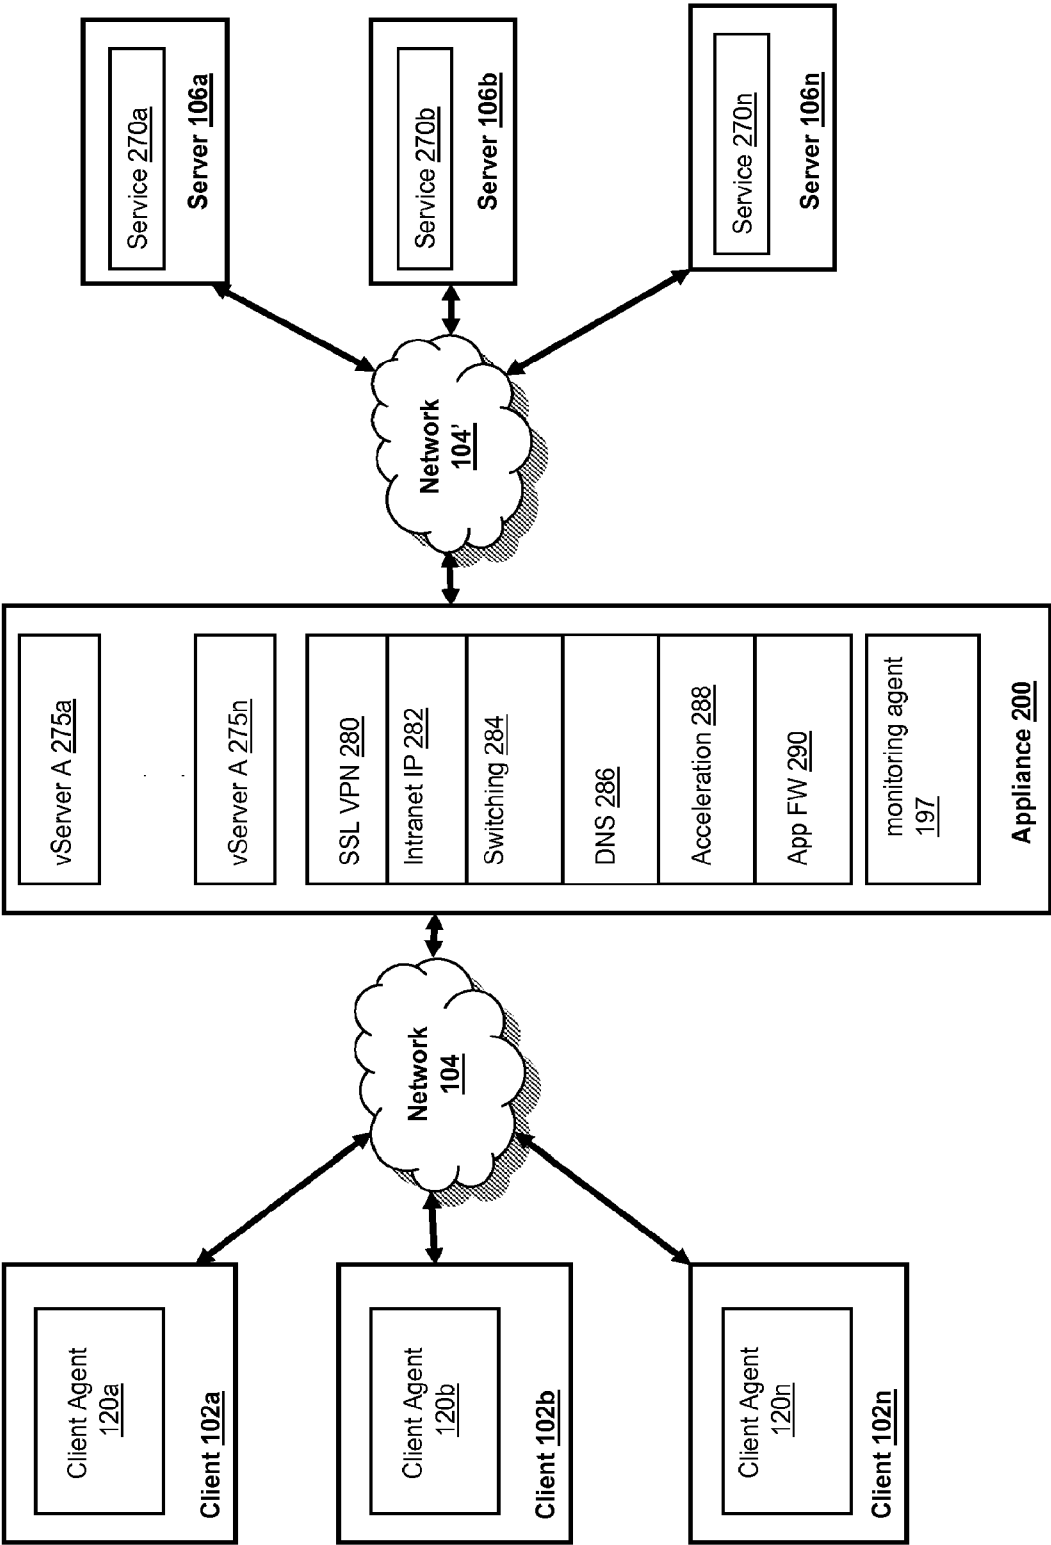 Client Agent
120a
Client 102a
Client Agent
120b
Client 102b
Client Agent
120n
Client 102n
Network
104
vServer A 275a
vServer A 275n
SSL VPN 280
Intranet IP 282
Switching 284
DNS 286
Acceleration 288
App FW 290
monitoring agent
197
Appliance 200
Network
104'
Service 270a
Server 106a
Service 270b
Server 106b
Service 270n
Server 106n